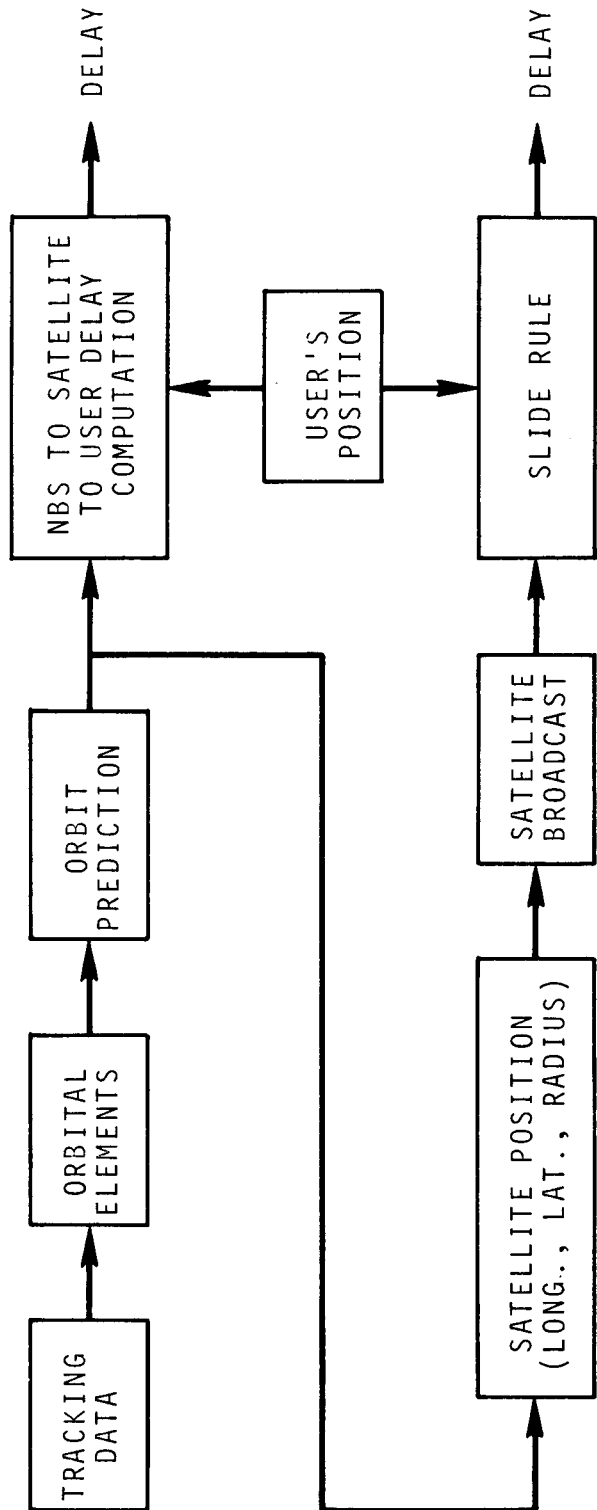 TRACKING
DATA
ORBITAL
ELEMENTS
ORBIT
PREDICTION
NBS TO SATELLITE
TO USER DELAY
COMPUTATION
DELAY
USER'S
POSITION
SATELLITE POSITION
(LONG., LAT., RADIUS)
SATELLITE
BROADCAST
SLIDE RULE
DELAY